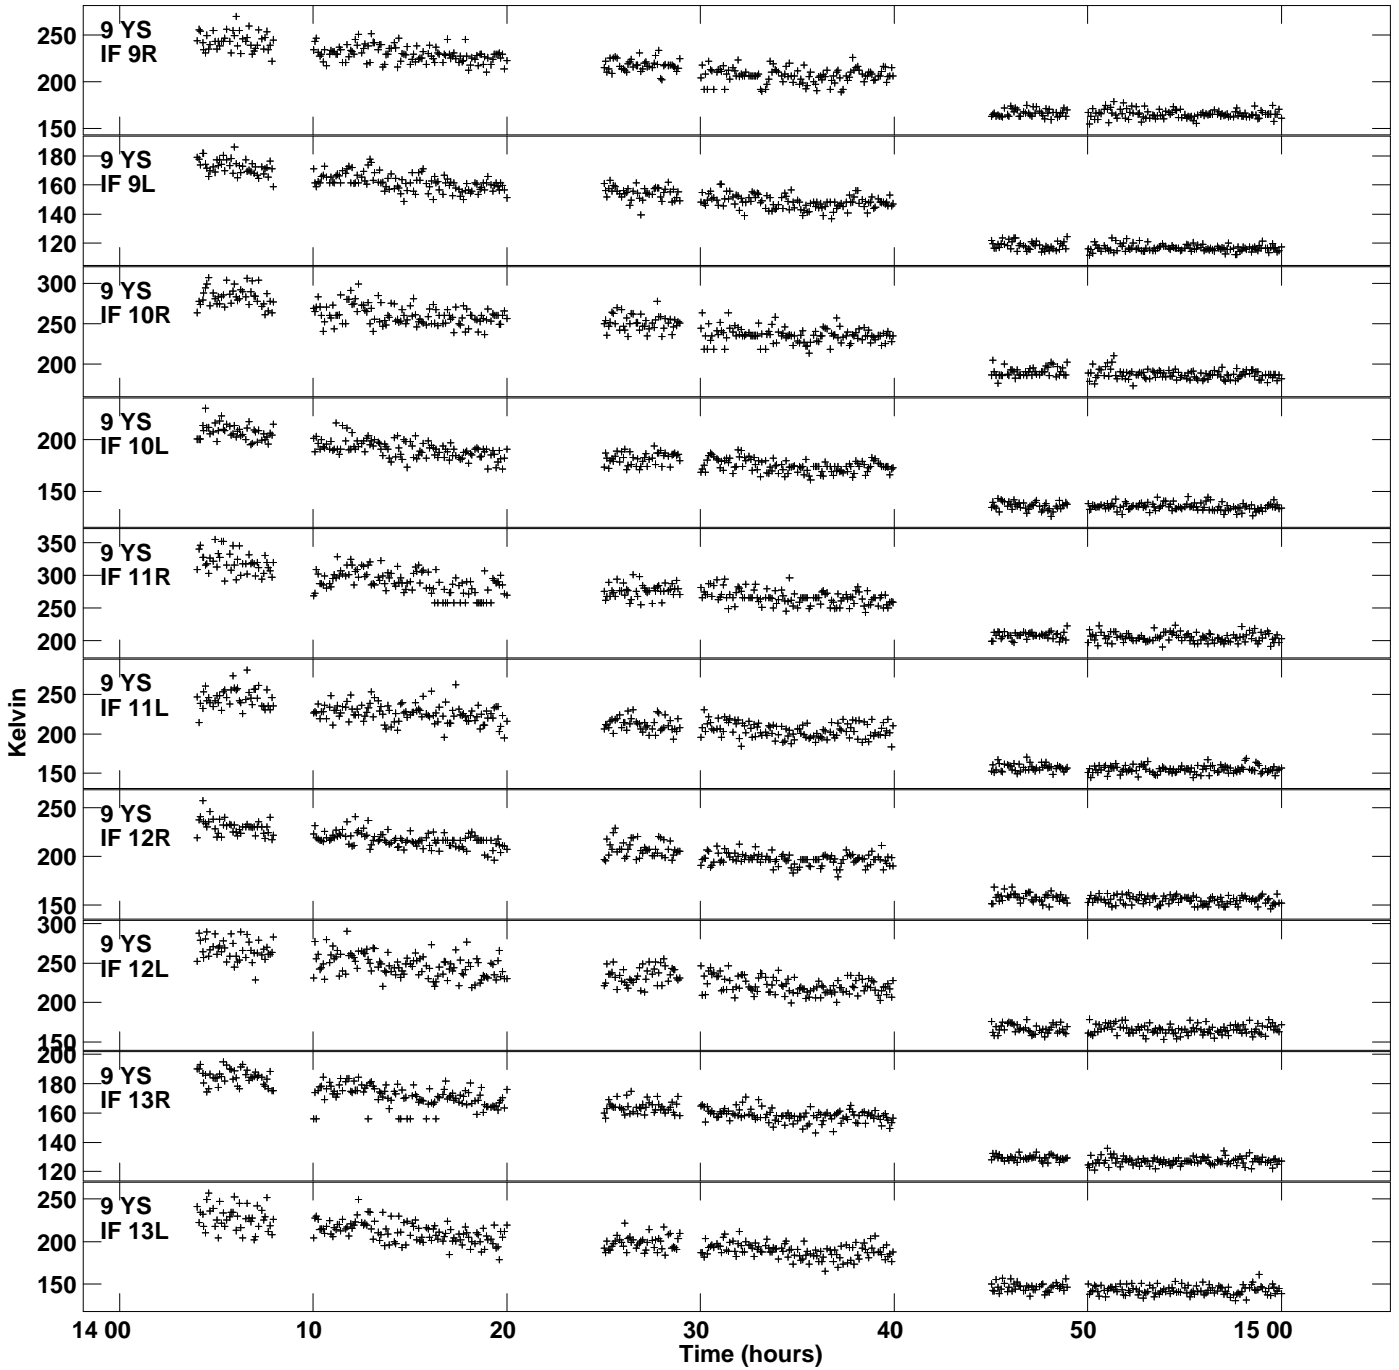 250
200
150
9 YS
IF 9R
180
160
140
120
9 YS
IF 9L
300
250
200
9 YS
IF 10R
200
150
9 YS
IF 10L
350
300
250
200
9 YS
IF 11R
250
200
150
9 YS
IF 11L
250
200
150
9 YS
IF 12R
300
250
200
150
9 YS
IF 12L
200
180
160
140
120
9 YS
IF 13R
250
200
150
9 YS
IF 13L
Kelvin
14 00 10 20 30 40 50 15 00
Time (hours)